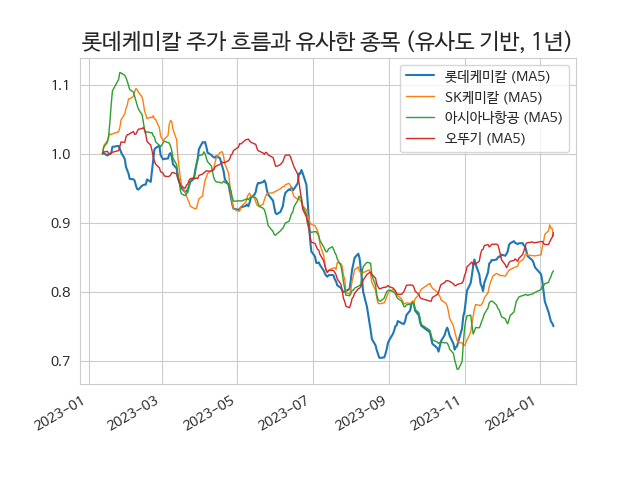 롯데케미칼 주가 흐름과 유사한 종목 (유사도 기반, 1년)
롯데케미칼 (MA5)
SK케미칼 (MA5)
아시아나항공 (MA5)
오뚜기 (MA5)
1.1
1.0
0.9
0.8
0.7
2023-01
2023-03
2023-05
2023-07
2023-09
2023-11
2024-01